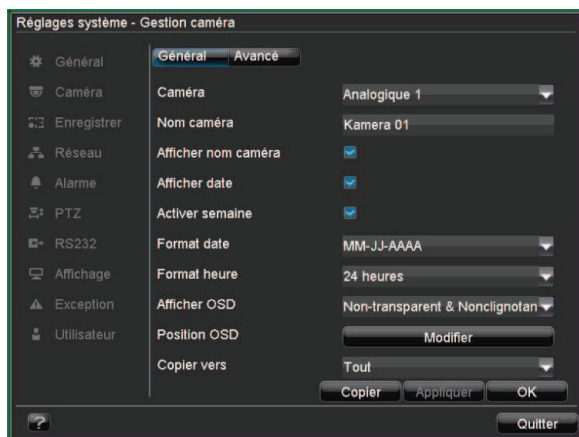 Réglages système - Gestion caméra
Général
Caméra
Enregistrer
Réseau
Alarme
PTZ
RS232
Affichage
Exception
Utilisateur
Général Avancé
Caméra Analogique 1
Nom caméra Kamera 01
Afficher nom caméra
Afficher date
Activer semaine
Format date MM-JJ-AAAA
Format heure 24 heures
Afficher OSD Non-transparent & Nonclignotan
Position OSD Modifier
Copier vers Tout
Copier Appliquer OK
? Quitter